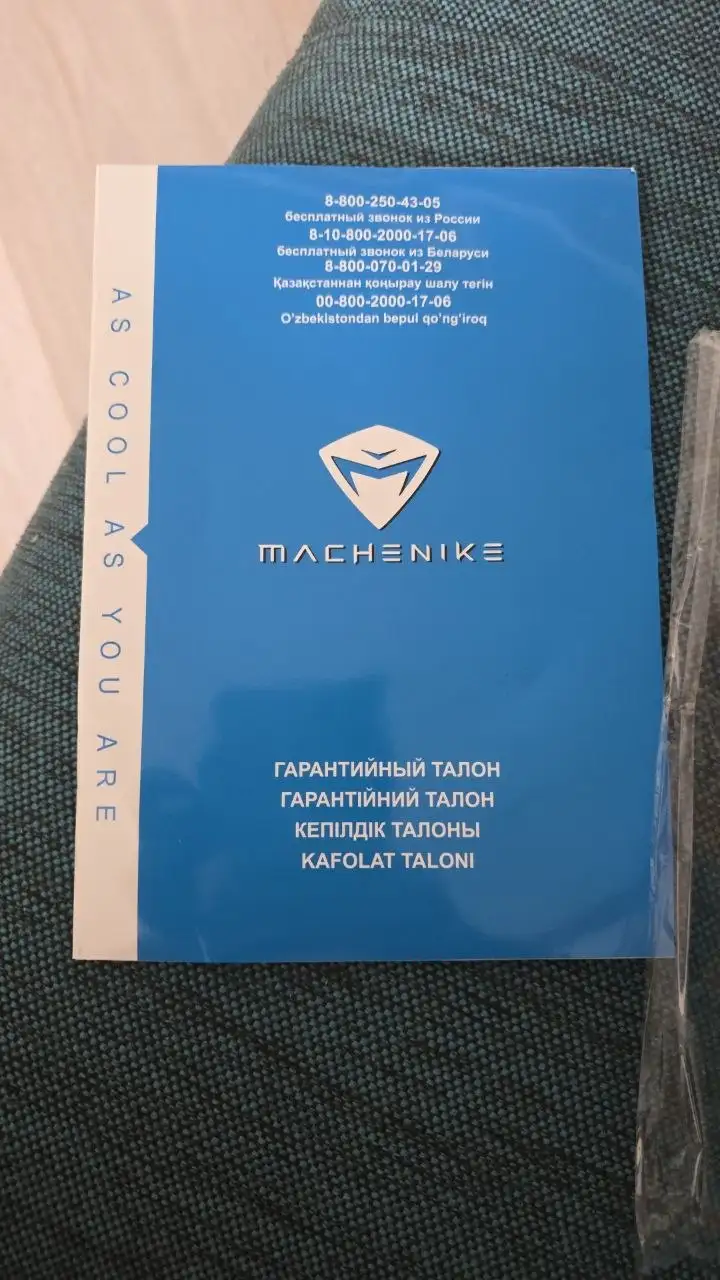 8-800-250-43-05
бесплатный звонок из России
8-10-800-2000-17-06
бесплатный звонок из Беларуси
8-800-070-01-29
Қазақстаннан қоңырау шалу тегін
00-800-2000-17-06
O'zbekistondan bepul qo'ng'iroq
AS COOL AS YOU ARE
MACHENIKE
ГАРАНТИЙНЫЙ ТАЛОН
ГАРАНТІЙНИЙ ТАЛОН
КЕПІЛДІК ТАЛОНЫ
KAFOLAT TALONI